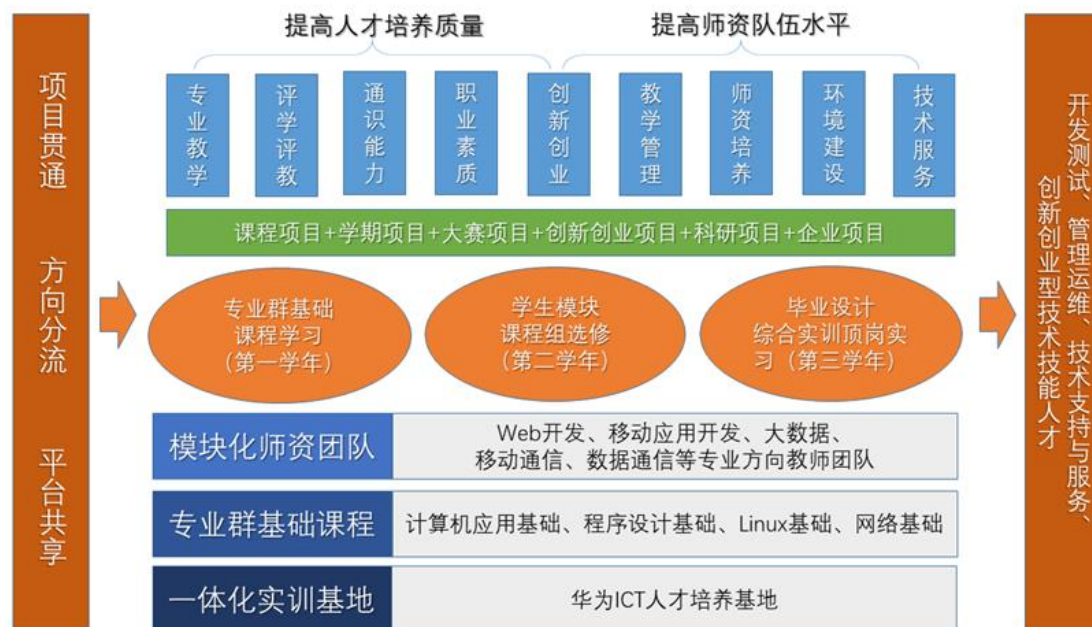 项目贯通
方向分流
平台共享
提高人才培养质量
提高师资队伍水平
专业教学
评学评教
通识能力
职业素质
创新创业
教学管理
师资培养
环境建设
技术服务
课程项目+学期项目+大赛项目+创新创业项目+科研项目+企业项目
专业群基础
课程学习
(第一学年)
学生模块
课程组选修
(第二学年)
毕业设计
综合实训顶岗实
习(第三学年)
模块化师资团队
Web开发、移动应用开发、大数据、
移动通信、数据通信等专业方向教师团队
专业群基础课程
计算机应用基础、程序设计基础、Linux基础、网络基础
一体化实训基地
华为ICT人才培养基地
开发测试、管理运维、技术支持与服务、
创新创业型技术技能人才